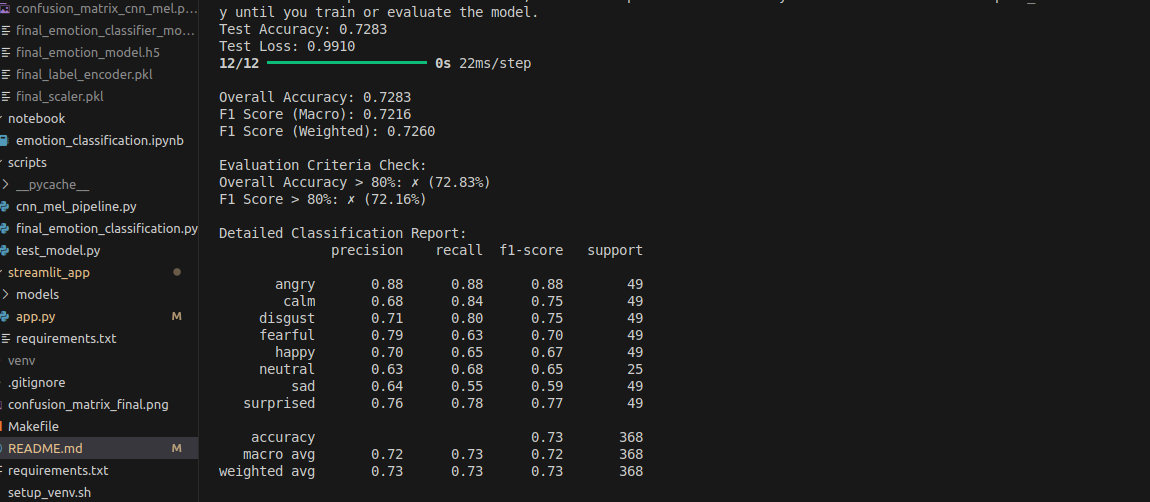 confusion_matrix_cnn_mel.p...
final_emotion_classifier_mo...
final_emotion_model.h5
final_label_encoder.pkl
final_scaler.pkl
notebook
emotion_classification.ipynb
scripts
__pycache__
cnn_mel_pipeline.py
final_emotion_classification.py
test_model.py
streamlit_app
models
app.py M
requirements.txt
venv
.gitignore
confusion_matrix_final.png
Makefile
README.md M
requirements.txt
setup_venv.sh
y until you train or evaluate the model.
Test Accuracy: 0.7283
Test Loss: 0.9910
12/12 0s 22ms/step
Overall Accuracy: 0.7283
F1 Score (Macro): 0.7216
F1 Score (Weighted): 0.7260
Evaluation Criteria Check:
Overall Accuracy > 80%: ✗ (72.83%)
F1 Score > 80%: ✗ (72.16%)
Detailed Classification Report:
precision recall f1-score support
angry 0.88 0.88 0.88 49
calm 0.68 0.84 0.75 49
disgust 0.71 0.80 0.75 49
fearful 0.79 0.63 0.70 49
happy 0.70 0.65 0.67 49
neutral 0.63 0.68 0.65 25
sad 0.64 0.55 0.59 49
surprised 0.76 0.78 0.77 49
accuracy 0.73 368
macro avg 0.72 0.73 0.72 368
weighted avg 0.73 0.73 0.73 368